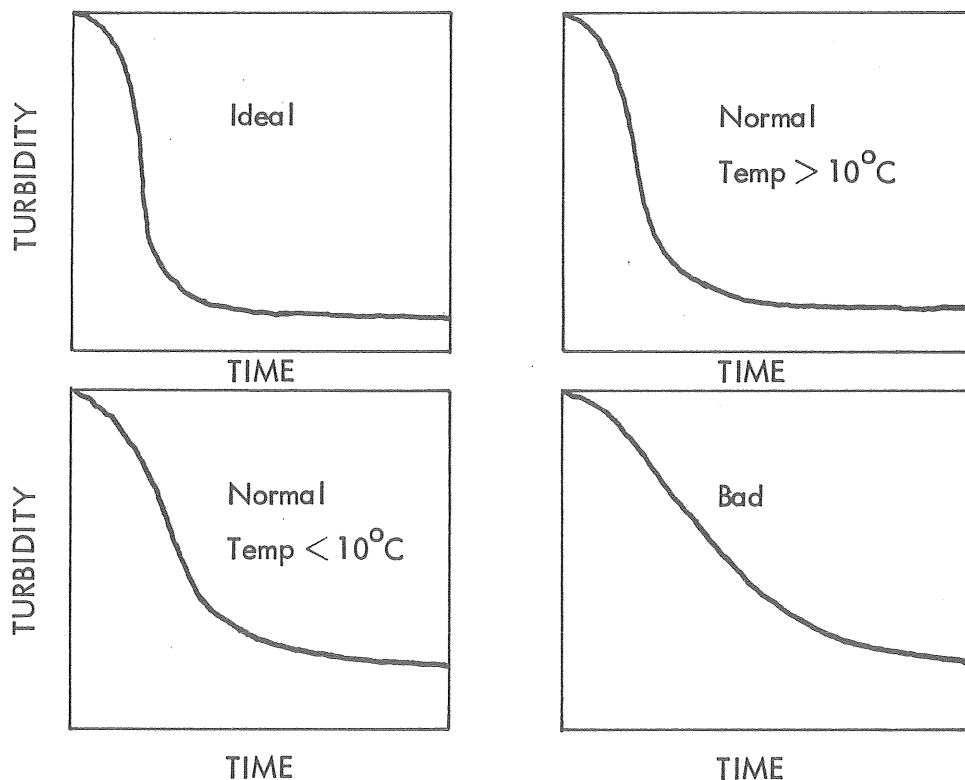 TURBIDITY
Ideal
TIME
Normal
Temp > 10°C
TIME
TURBIDITY
Normal
Temp < 10°C
TIME
Bad
TIME